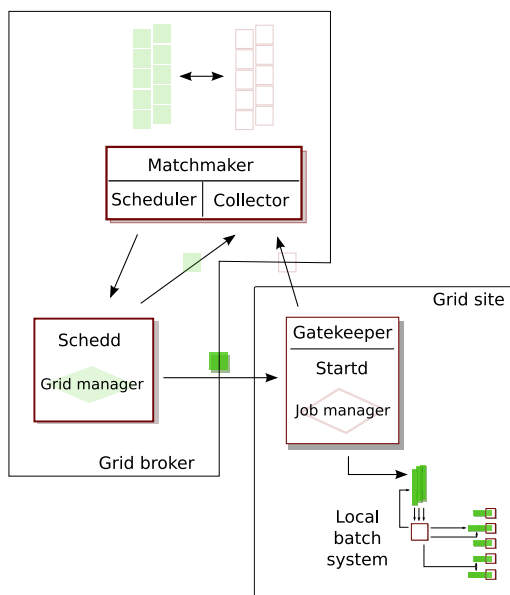 Matchmaker
Scheduler Collector
Grid site
Schedd
Gatekeeper
Startd
Grid manager
Job manager
Grid broker
Local
batch
system